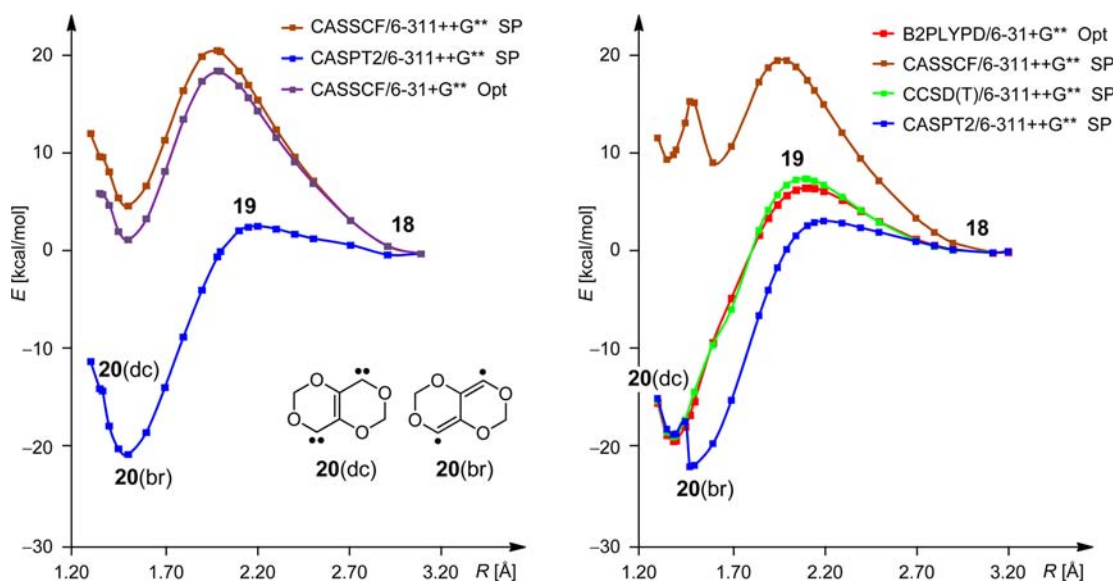 CASSCF/6-311++G** SP
CASPT2/6-311++G** SP
CASSCF/6-31+G** Opt
20
10
0
−10
−20
−30
E [kcal/mol]
19
18
20(dc)
20(br)
O
O
O
O
20(dc)
O
O
O
O
20(br)
1.20 1.70 2.20 2.70 3.20 R [Å]
B2PLYPD/6-31+G** Opt
CASSCF/6-311++G** SP
CCSD(T)/6-311++G** SP
CASPT2/6-311++G** SP
20
10
0
−10
−20
−30
E [kcal/mol]
19
18
20(dc)
20(br)
1.20 1.70 2.20 2.70 3.20 R [Å]